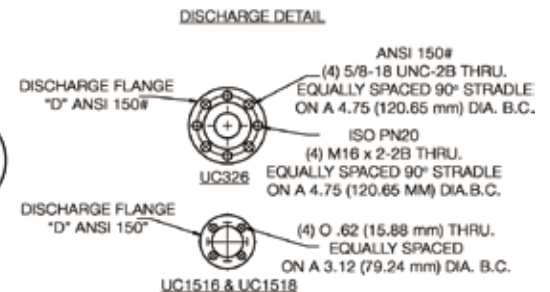 DISCHARGE DETAIL
DISCHARGE FLANGE
"D" ANSI 150#
ANSI 150#
(4) 5/8-18 UNC-2B THRU.
EQUALLY SPACED 90° STRADLE
ON A 4.75 (120.65 mm) DIA. B.C.
ISO PN20
(4) M16 x 2-2B THRU.
EQUALLY SPACED 90° STRADLE
ON A 4.75 (120.65 MM) DIA.B.C.
UC326
DISCHARGE FLANGE
"D" ANSI 150"
(4) O .62 (15.88 mm) THRU.
EQUALLY SPACED
ON A 3.12 (79.24 mm) DIA. B.C.
UC1516 & UC1518